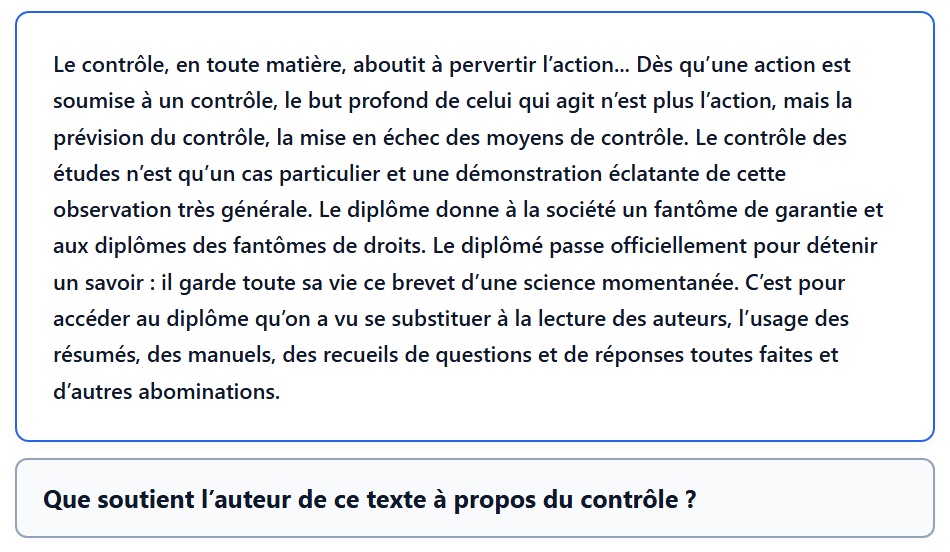 Le contrôle, en toute matière, aboutit à pervertir l’action... Dès qu’une action est
soumise à un contrôle, le but profond de celui qui agit n’est plus l’action, mais la
prévision du contrôle, la mise en échec des moyens de contrôle. Le contrôle des
études n’est qu’un cas particulier et une démonstration éclatante de cette
observation très générale. Le diplôme donne à la société un fantôme de garantie et
aux diplômes des fantômes de droits. Le diplômé passe officiellement pour détenir
un savoir : il garde toute sa vie ce brevet d’une science momentanée. C’est pour
accéder au diplôme qu’on a vu se substituer à la lecture des auteurs, l’usage des
résumés, des manuels, des recueils de questions et de réponses toutes faites et
d’autres abominations.
Que soutient l’auteur de ce texte à propos du contrôle ?